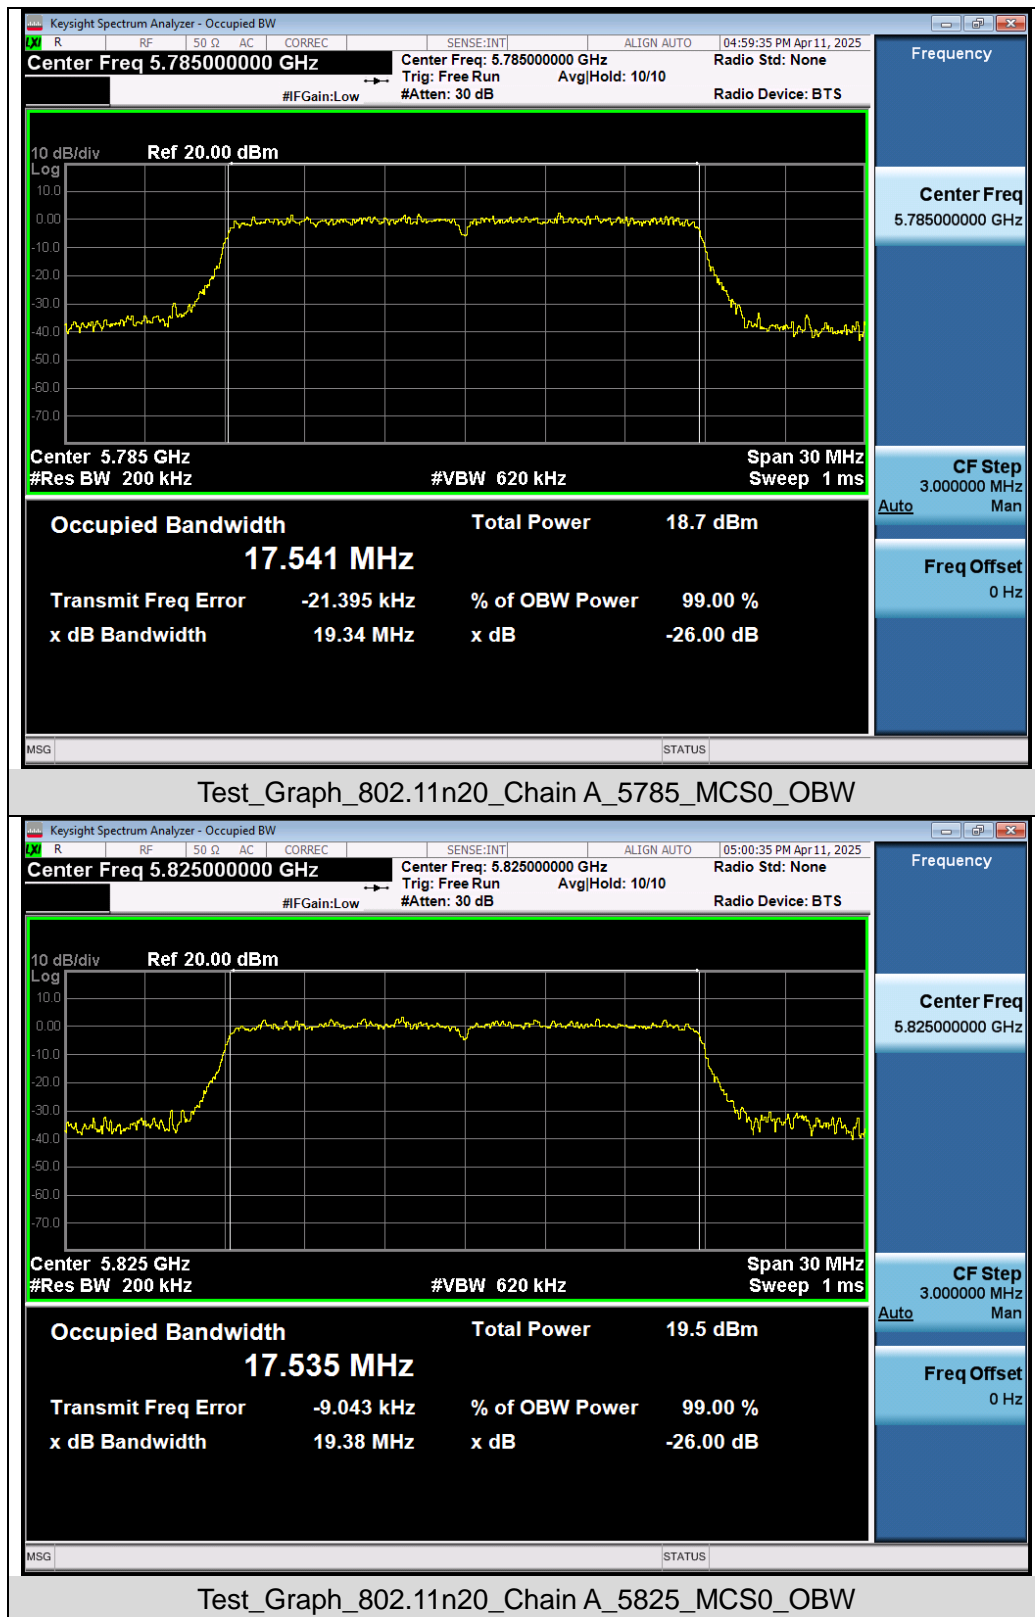 Keysight Spectrum Analyzer - Occupied BW
LXI R RF 50 Ω AC CORREC SENSE:INT ALIGN AUTO 04:59:35 PM Apr 11, 2025
Center Freq 5.785000000 GHz Center Freq: 5.785000000 GHz Radio Std: None
Trig: Free Run Avg|Hold: 10/10
#IFGain:Low #Atten: 30 dB Radio Device: BTS
10 dB/div Ref 20.00 dBm
Log
10.0
0.00
-10.0
-20.0
-30.0
-40.0
-50.0
-60.0
-70.0
Center 5.785 GHz Span 30 MHz
#Res BW 200 kHz #VBW 620 kHz Sweep 1 ms
Occupied Bandwidth Total Power 18.7 dBm
17.541 MHz
Transmit Freq Error -21.395 kHz % of OBW Power 99.00 %
x dB Bandwidth 19.34 MHz x dB -26.00 dB
MSG STATUS
Frequency
Center Freq
5.785000000 GHz
CF Step
3.000000 MHz
Auto Man
Freq Offset
0 Hz
Test_Graph_802.11n20_Chain A_5785_MCS0_OBW
Keysight Spectrum Analyzer - Occupied BW
LXI R RF 50 Ω AC CORREC SENSE:INT ALIGN AUTO 05:00:35 PM Apr 11, 2025
Center Freq 5.825000000 GHz Center Freq: 5.825000000 GHz Radio Std: None
Trig: Free Run Avg|Hold: 10/10
#IFGain:Low #Atten: 30 dB Radio Device: BTS
10 dB/div Ref 20.00 dBm
Log
10.0
0.00
-10.0
-20.0
-30.0
-40.0
-50.0
-60.0
-70.0
Center 5.825 GHz Span 30 MHz
#Res BW 200 kHz #VBW 620 kHz Sweep 1 ms
Occupied Bandwidth Total Power 19.5 dBm
17.535 MHz
Transmit Freq Error -9.043 kHz % of OBW Power 99.00 %
x dB Bandwidth 19.38 MHz x dB -26.00 dB
MSG STATUS
Frequency
Center Freq
5.825000000 GHz
CF Step
3.000000 MHz
Auto Man
Freq Offset
0 Hz
Test_Graph_802.11n20_Chain A_5825_MCS0_OBW